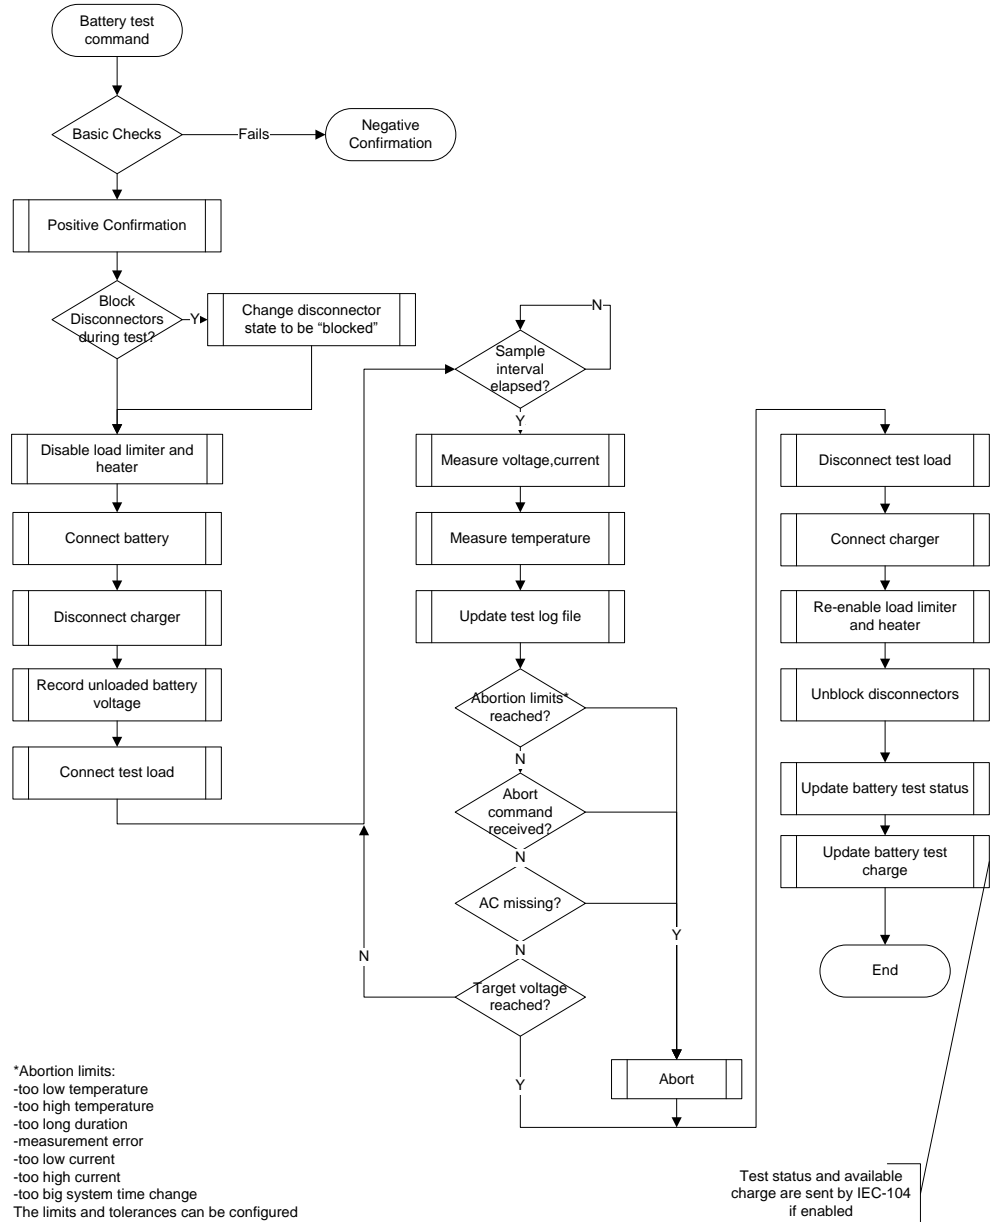 Battery test
command
Basic Checks
Fails
Negative
Confirmation
Positive Confirmation
Block
Disconnectors
during test?
Y
Change disconnector
state to be “blocked”
Disable load limiter and
heater
Connect battery
Disconnect charger
Record unloaded battery
voltage
Connect test load
N
Sample
interval
elapsed?
Y
Measure voltage,current
Measure temperature
Update test log file
Abortion limits*
reached?
N
Abort
command
received?
N
AC missing?
N
Y
Target voltage
reached?
N
Y
Abort
Disconnect test load
Connect charger
Re-enable load limiter
and heater
Unblock disconnectors
Update battery test status
Update battery test
charge
End
*Abortion limits:
-too low temperature
-too high temperature
-too long duration
-measurement error
-too low current
-too high current
-too big system time change
The limits and tolerances can be configured
Test status and available
charge are sent by IEC-104
if enabled